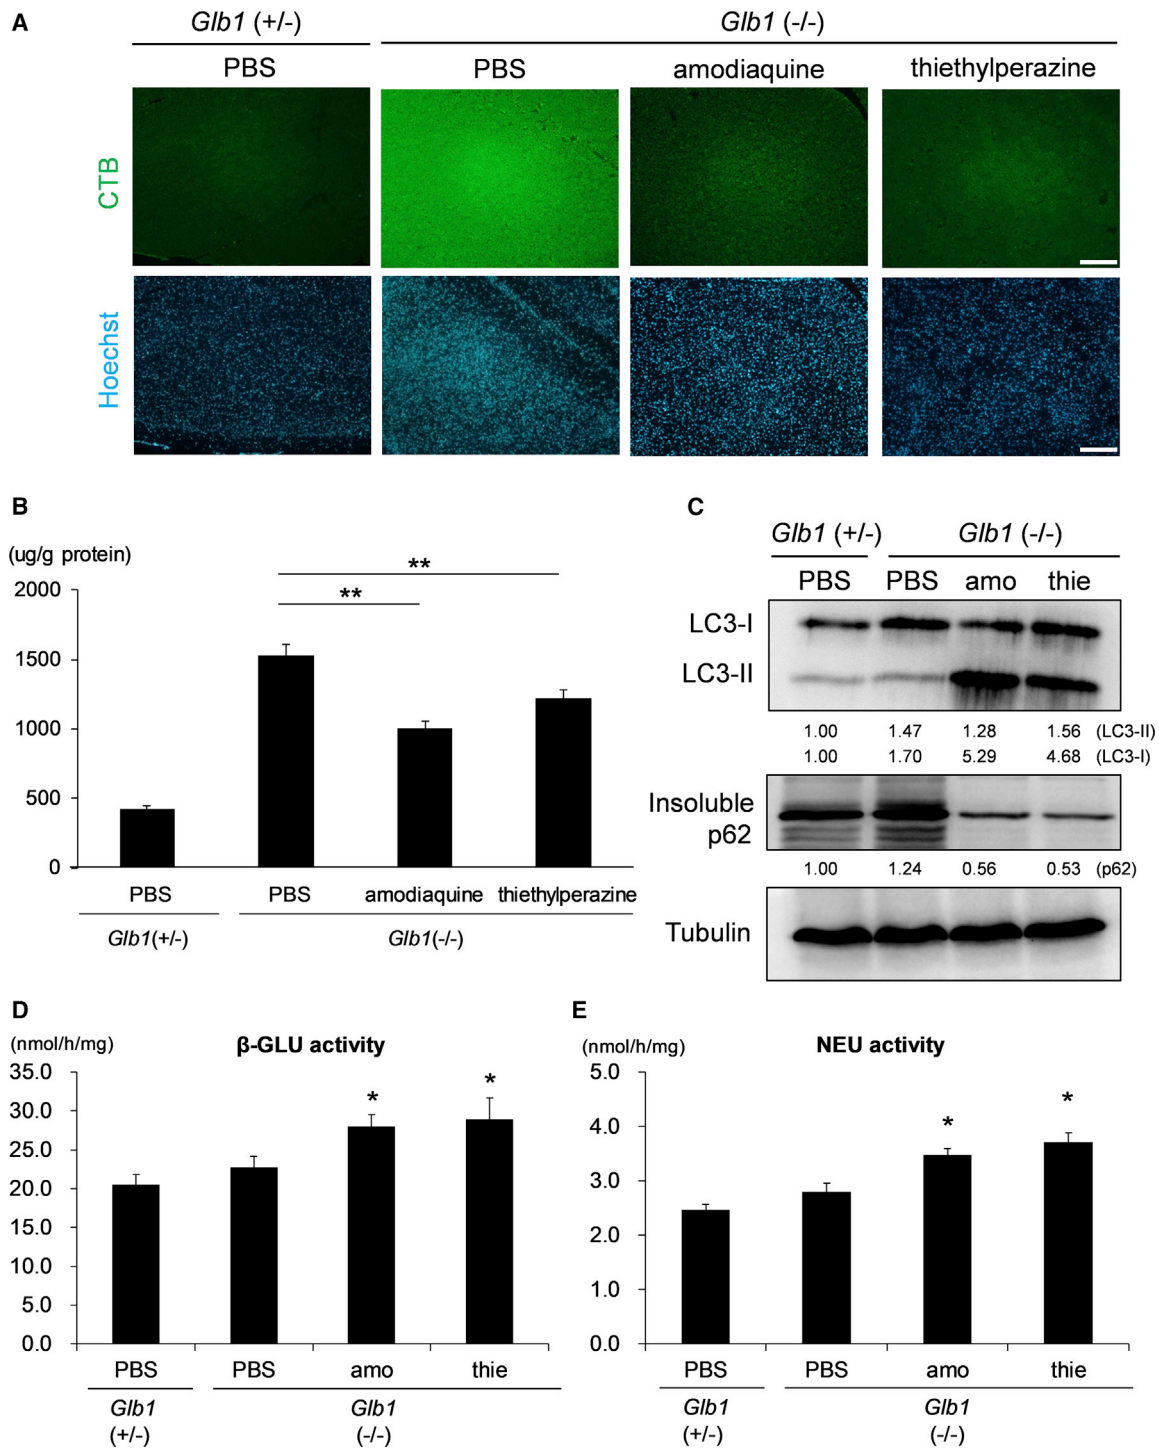 A
Glb1 (+/-)
Glb1 (-/-)
PBS
PBS
amodiaquine
thiethylperazine
CTB
Hoechst
B
(ug/g protein)
2000
1500
1000
500
0
**
**
PBS
PBS
amodiaquine
thiethylperazine
Glb1(+/-)
Glb1(-/-)
C
Glb1 (+/-)
Glb1 (-/-)
PBS
PBS
amo
thie
LC3-I
LC3-II
1.00 1.47 1.28 1.56 (LC3-II)
1.00 1.70 5.29 4.68 (LC3-I)
Insoluble
p62
1.00 1.24 0.56 0.53 (p62)
Tubulin
D
(nmol/h/mg)
β-GLU activity
35.0
30.0
25.0
20.0
15.0
10.0
5.0
0.0
*
*
PBS
PBS
amo
thie
Glb1
(+/-)
Glb1
(-/-)
E
(nmol/h/mg)
NEU activity
5.0
4.0
3.0
2.0
1.0
0.0
*
*
PBS
PBS
amo
thie
Glb1
(+/-)
Glb1
(-/-)